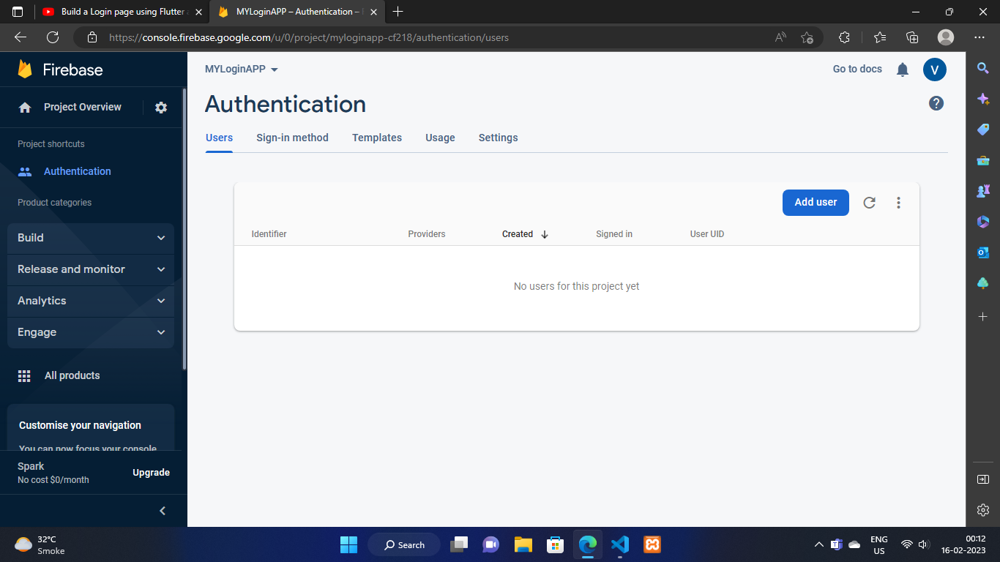 Build a Login page using Flutter
MYLoginAPP – Authentication –
https://console.firebase.google.com/u/0/project/myloginapp-cf218/authentication/users
Firebase
MYLoginAPP
Go to docs
V
Project Overview
Authentication
Project shortcuts
Authentication
Product categories
Build
Release and monitor
Analytics
Engage
All products
Customise your navigation
You can now focus your console
Spark
No cost $0/month
Upgrade
Users
Sign-in method
Templates
Usage
Settings
Add user
Identifier
Providers
Created
Signed in
User UID
No users for this project yet
32°C
Smoke
Search
ENG
US
00:12
16-02-2023